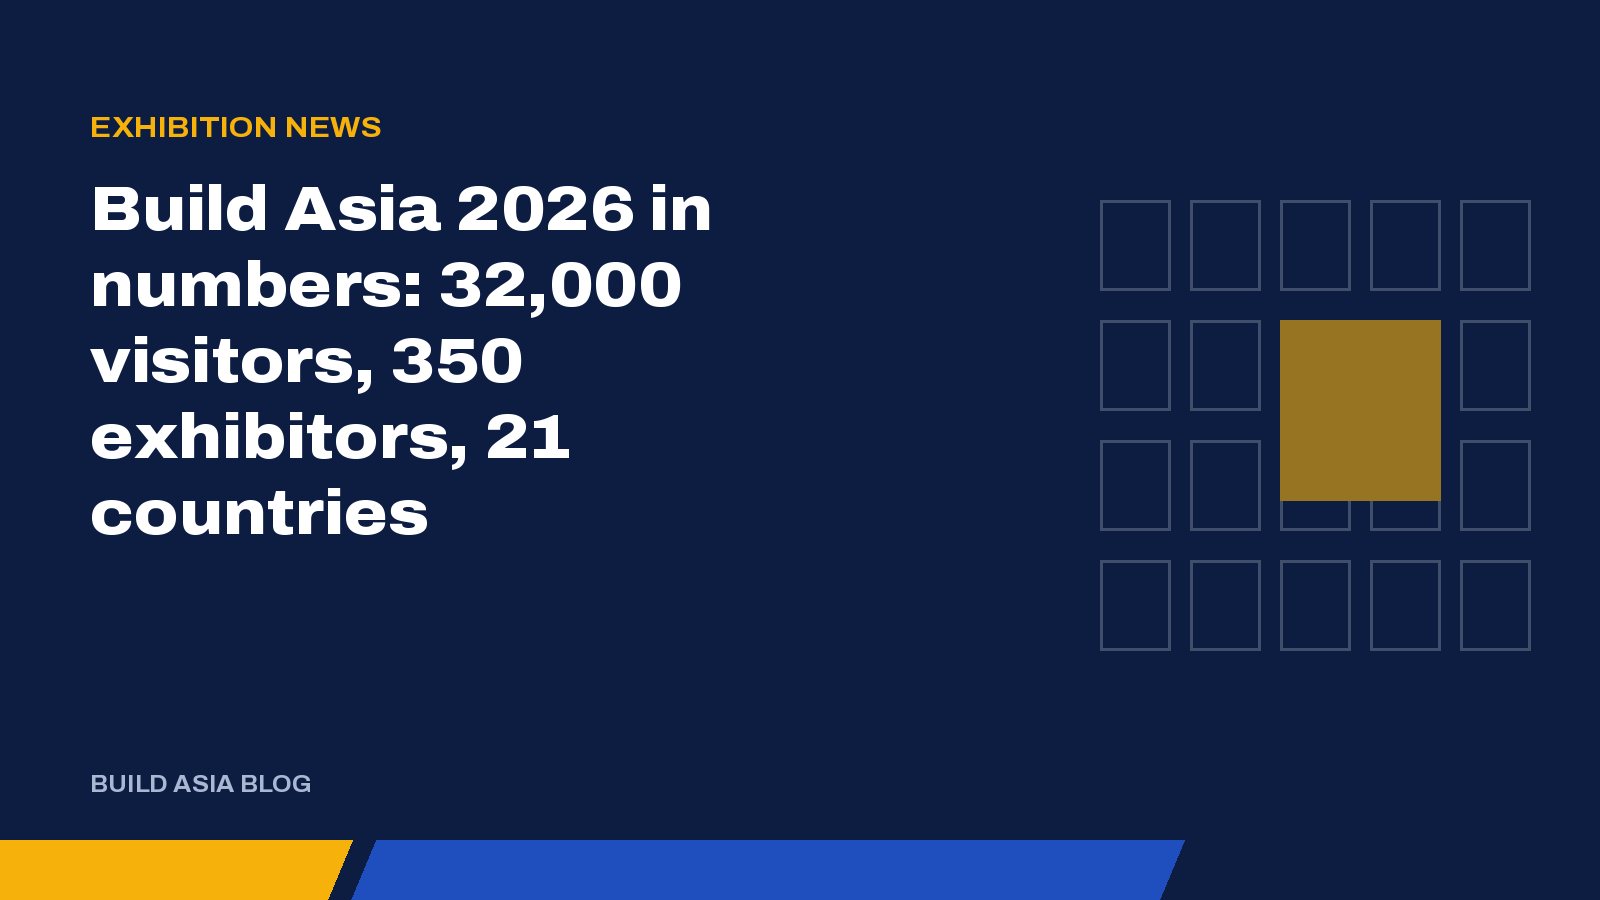 EXHIBITION NEWS
Build Asia 2026 in
numbers: 32,000
visitors, 350
exhibitors, 21
countries
BUILD ASIA BLOG